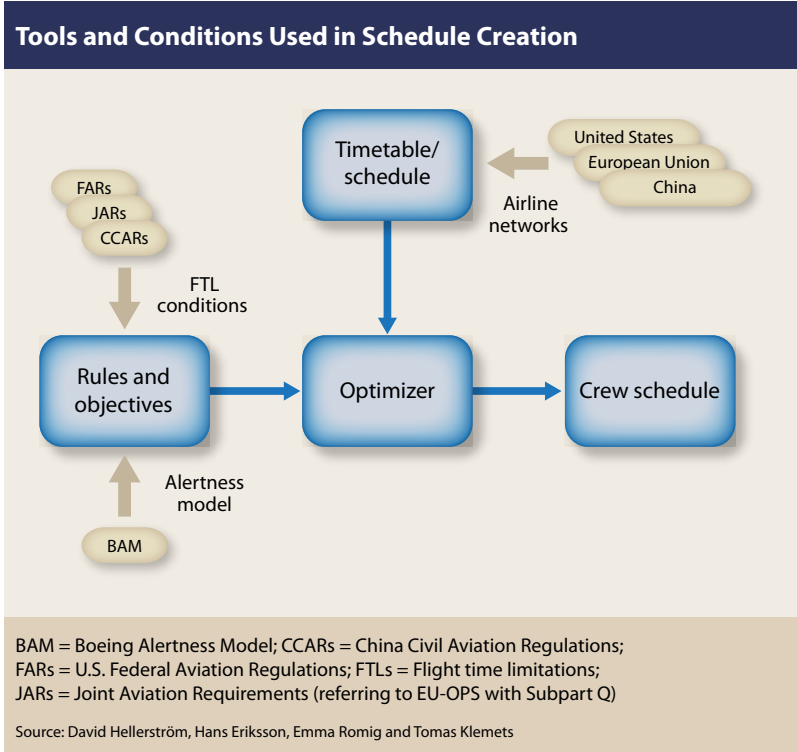 Tools and Conditions Used in Schedule Creation
Timetable/
schedule
United States
European Union
China
Airline
networks
FARs
JARs
CCARs
FTL
conditions
Rules and
objectives
Optimizer
Crew schedule
Alertness
model
BAM
BAM = Boeing Alertness Model; CCARs = China Civil Aviation Regulations;
FARs = U.S. Federal Aviation Regulations; FTLs = Flight time limitations;
JARs = Joint Aviation Requirements (referring to EU-OPS with Subpart Q)
Source: David Hellerström, Hans Eriksson, Emma Romig and Tomas Klemets